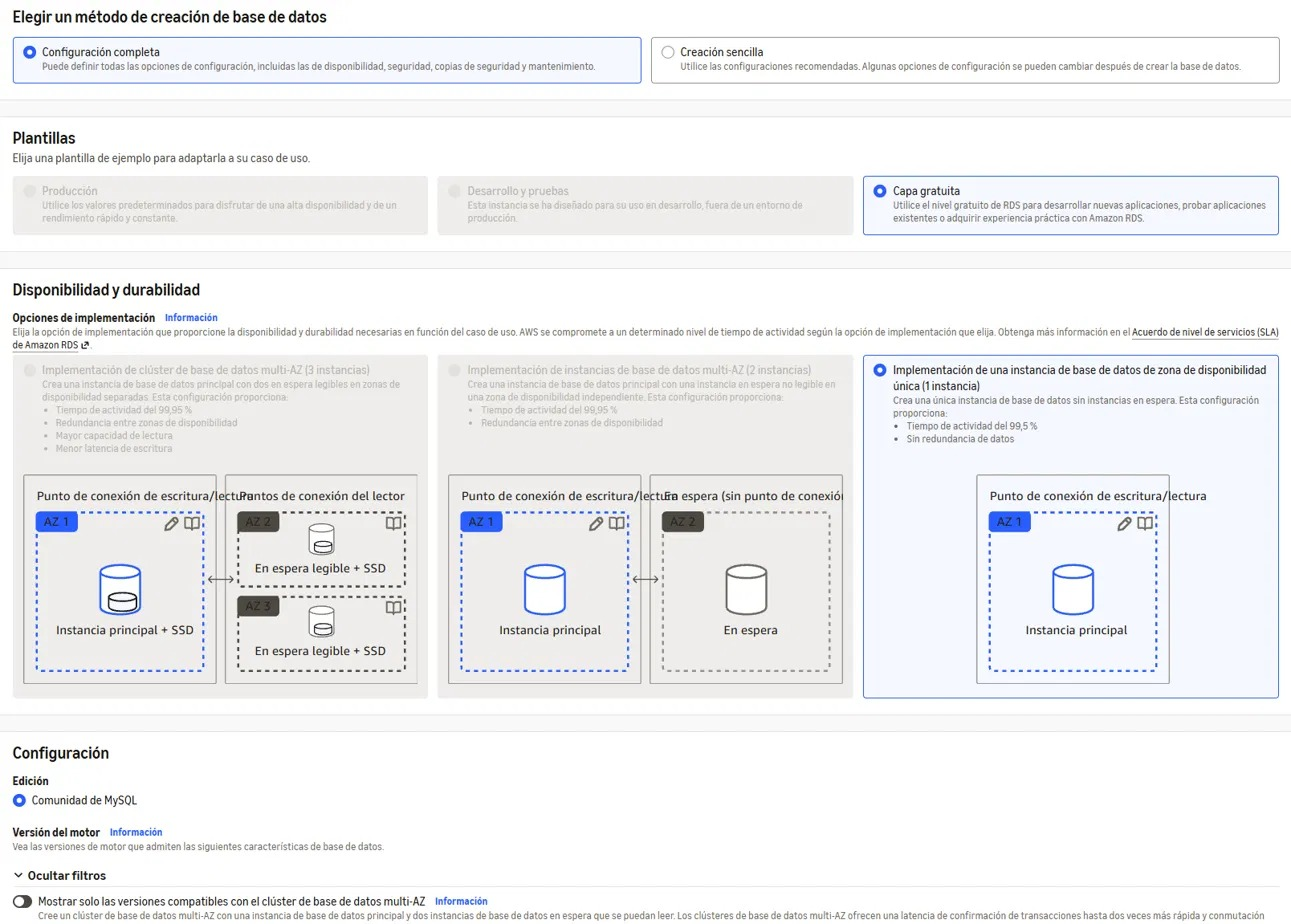 Elegir un método de creación de base de datos
Configuración completa
Puede definir todas las opciones de configuración, incluidas las de disponibilidad, seguridad, copias de seguridad y mantenimiento.
Creación sencilla
Utilice las configuraciones recomendadas. Algunas opciones de configuración se pueden cambiar después de crear la base de datos.
Plantillas
Elija una plantilla de ejemplo para adaptarla a su caso de uso.
Producción
Utilice los valores predeterminados para disfrutar de una alta disponibilidad y de un
rendimiento rápido y constante.
Desarrollo y pruebas
Esta instancia se ha diseñado para su uso en desarrollo, fuera de un entorno de
producción.
Capa gratuita
Utilice el nivel gratuito de RDS para desarrollar nuevas aplicaciones, probar aplicaciones
existentes o adquirir experiencia práctica con Amazon RDS.
Disponibilidad y durabilidad
Opciones de implementación Información
Elija la opción de implementación que proporcione la disponibilidad y durabilidad necesarias en función del caso de uso. AWS se compromete a un determinado nivel de tiempo de actividad según la opción de implementación que elija. Obtenga más información en el Acuerdo de nivel de servicios (SLA)
de Amazon RDS.
Implementación de clúster de base de datos multi-AZ (3 instancias)
Crea una instancia de base de datos principal con dos en espera legibles en zonas de
disponibilidad separadas. Esta configuración proporciona:
• Tiempo de actividad del 99,95 %
• Redundancia entre zonas de disponibilidad
• Mayor capacidad de lectura
• Menor latencia de escritura
Punto de conexión de escritura/lectura
AZ 1
Instancia principal + SSD
Puntos de conexión del lector
AZ 2
En espera legible + SSD
AZ 3
En espera legible + SSD
Implementación de instancias de base de datos multi-AZ (2 instancias)
Crea una instancia de base de datos principal con una instancia en espera no legible en
una zona de disponibilidad independiente. Esta configuración proporciona:
• Tiempo de actividad del 99,95 %
• Redundancia entre zonas de disponibilidad
Punto de conexión de escritura/lectura
AZ 1
Instancia principal
En espera (sin punto de conexión
AZ 2
En espera
Implementación de una instancia de base de datos de zona de disponibilidad
única (1 instancia)
Crea una única instancia de base de datos sin instancias en espera. Esta configuración
proporciona:
• Tiempo de actividad del 99,5 %
• Sin redundancia de datos
Punto de conexión de escritura/lectura
AZ 1
Instancia principal
Configuración
Edición
Comunidad de MySQL
Versión del motor Información
Vea las versiones de motor que admiten las siguientes características de base de datos.
Ocultar filtros
Mostrar solo las versiones compatibles con el clúster de base de datos multi-AZ Información
Cree un clúster de base de datos multi-AZ con una instancia de base de datos principal y dos instancias de base de datos en espera que se puedan leer. Los clústeres de base de datos multi-AZ ofrecen una latencia de confirmación de transacciones hasta dos veces más rápida y conmutación